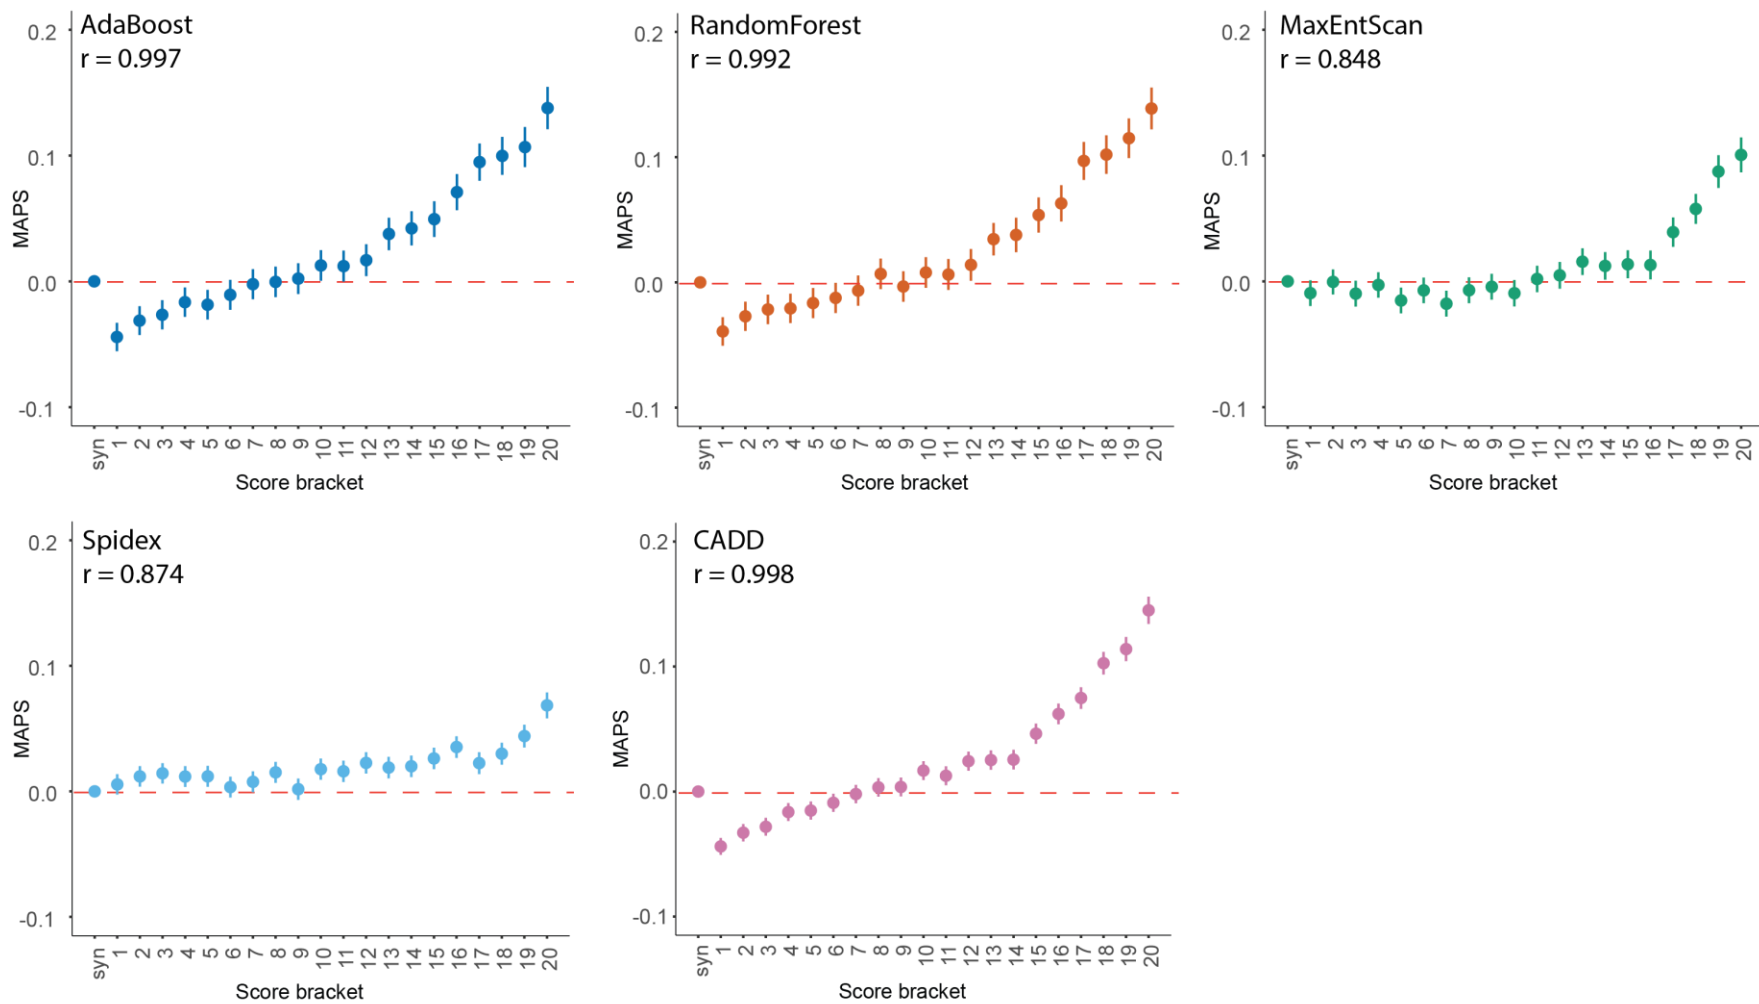 AdaBoost
r = 0.997
0.2
0.1
0.0
-0.1
MAPS
syn 1 2 3 4 5 6 7 8 9 10 11 12 13 14 15 16 17 18 19 20
Score bracket
RandomForest
r = 0.992
0.2
0.1
0.0
-0.1
MAPS
syn 1 2 3 4 5 6 7 8 9 10 11 12 13 14 15 16 17 18 19 20
Score bracket
MaxEntScan
r = 0.848
0.2
0.1
0.0
-0.1
MAPS
syn 1 2 3 4 5 6 7 8 9 10 11 12 13 14 15 16 17 18 19 20
Score bracket
Spidex
r = 0.874
0.2
0.1
0.0
-0.1
MAPS
syn 1 2 3 4 5 6 7 8 9 10 11 12 13 14 15 16 17 18 19 20
Score bracket
CADD
r = 0.998
0.2
0.1
0.0
-0.1
MAPS
syn 1 2 3 4 5 6 7 8 9 10 11 12 13 14 15 16 17 18 19 20
Score bracket